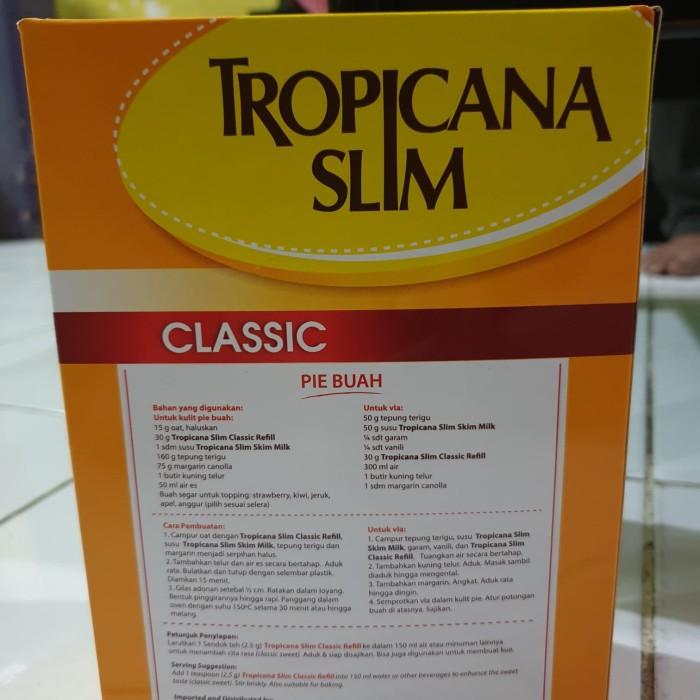 TROPICANA
SLIM
CLASSIC
PIE BUAH
Bahan yang digunakan:
Untuk kulit pie buah:
15 g oat, haluskan
30 g Tropicana Slim Classic Refill
1 sdm susu Tropicana Slim Skim Milk
160 g tepung terigu
75 g margarin canolla
1 butir kuning telur
50 ml air es
Buah segar untuk topping: strawberry, kiwi, jeruk,
apel, anggur (pilih sesuai selera)
Untuk vla:
50 g tepung terigu
50 g susu Tropicana Slim Skim Milk
¼ sdt garam
¼ sdt vanili
30 g Tropicana Slim Classic Refill
300 ml air
1 butir kuning telur
1 sdm margarin canolla
Cara Pembuatan:
1. Campur oat dengan Tropicana Slim Classic Refill,
susu Tropicana Slim Skim Milk, tepung terigu dan
margarin menjadi serpihan halus.
2. Tambahkan telur dan air es secara bertahap. Aduk
rata. Bulatkan dan tutup dengan selembar plastik.
Diamkan 15 menit.
3. Gilas adonan setebal ½ cm. Ratakan dalam loyang.
Bentuk pinggirannya hingga rapi. Panggang dalam
oven dengan suhu 150ºC selama 30 menit atau hingga
matang.
Untuk vla:
1. Campur tepung terigu, susu Tropicana Slim
Skim Milk, garam, vanili, dan Tropicana Slim
Classic Refill. Tuangkan air secara bertahap.
2. Tambahkan kuning telur. Aduk. Masak sambil
diaduk hingga mengental.
3. Tambahkan margarin. Angkat. Aduk rata
hingga dingin.
4. Semprotkan vla dalam kulit pie. Atur potongan
buah di atasnya. Sajikan.
Petunjuk Penyiapan:
Larutkan 1 Sendok teh (2.5 g) Tropicana Slim Classic Refill ke dalam 150 ml air atau minuman lainnya
untuk menambah cita rasa (classic sweet). Aduk & siap disajikan. Bisa juga digunakan untuk membuat kue.
Serving Suggestion:
Add 1 teaspoon (2.5 g) Tropicana Slim Classic Refill into 150 ml water or other beverages to enhance the sweet
taste (classic sweet). Stir briskly. Also suitable for baking.
Imported and Distributed by: